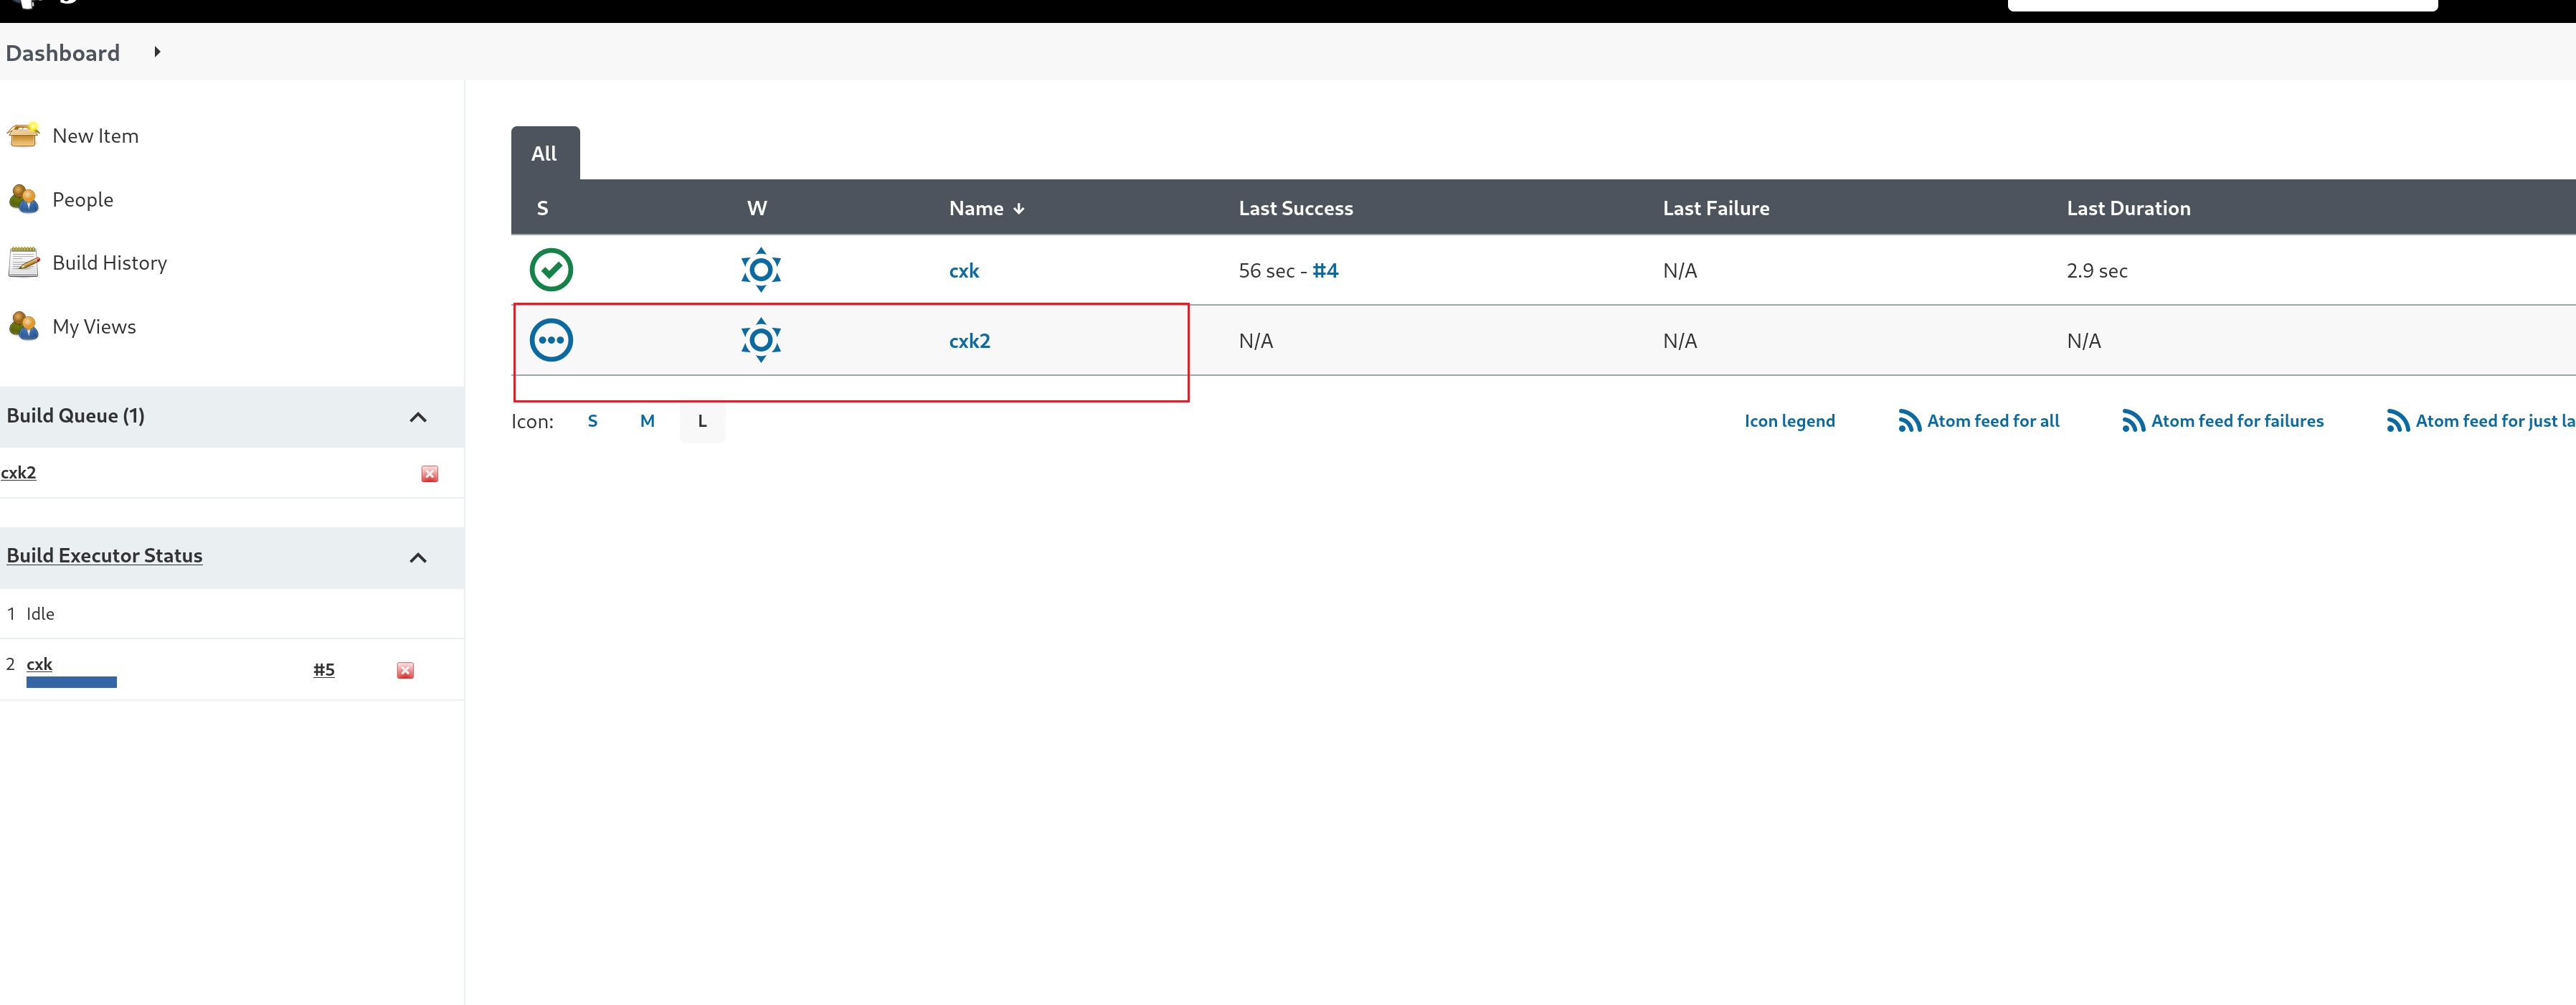 Dashboard
New Item
People
Build History
My Views
Build Queue (1)
cxk2
Build Executor Status
1 Idle
2 cxk #5
All
S W Name ↓ Last Success Last Failure Last Duration
cxk 56 sec - #4 N/A 2.9 sec
cxk2 N/A N/A N/A
Icon: S M L Icon legend Atom feed for all Atom feed for failures Atom feed for just la